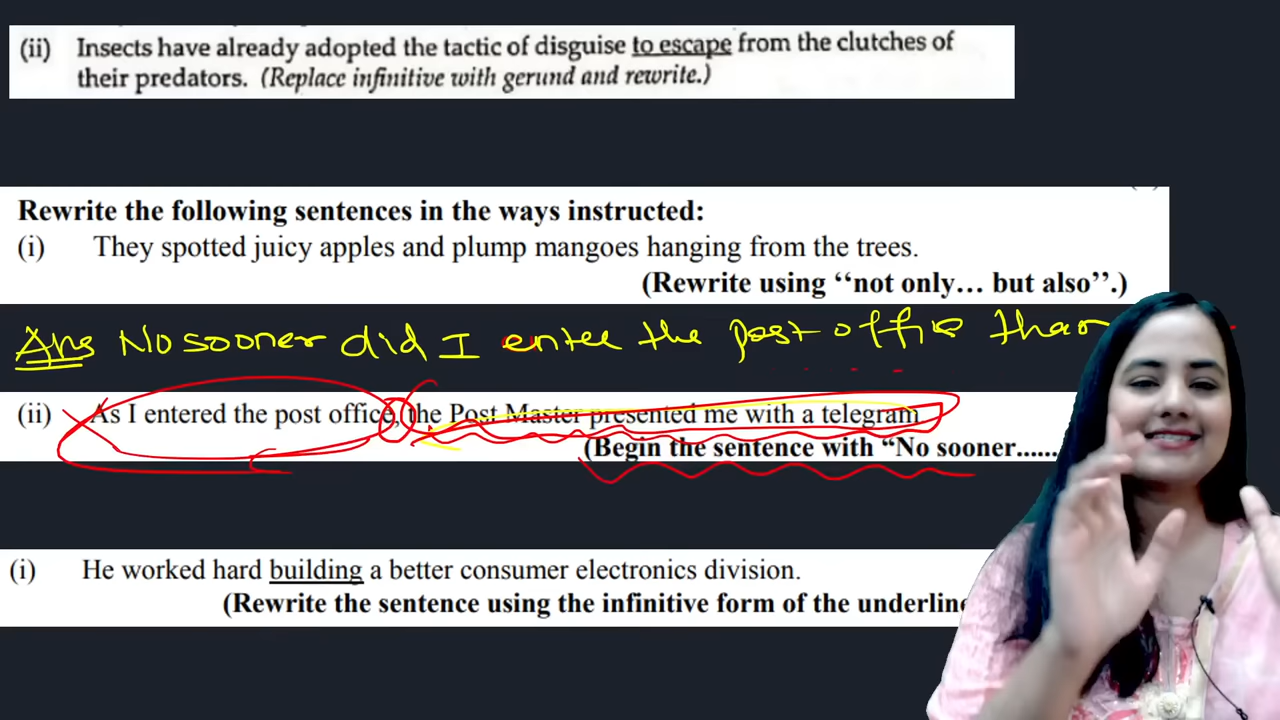 (ii) Insects have already adopted the tactic of disguise to escape from the clutches of
their predators. (Replace infinitive with gerund and rewrite.)
Rewrite the following sentences in the ways instructed:
(i) They spotted juicy apples and plump mangoes hanging from the trees.
(Rewrite using “not only… but also”.)
Ans No sooner did I enter the post office than
(ii) As I entered the post office, the Post Master presented me with a telegram
(Begin the sentence with “No sooner......
(i) He worked hard building a better consumer electronics division.
(Rewrite the sentence using the infinitive form of the underline